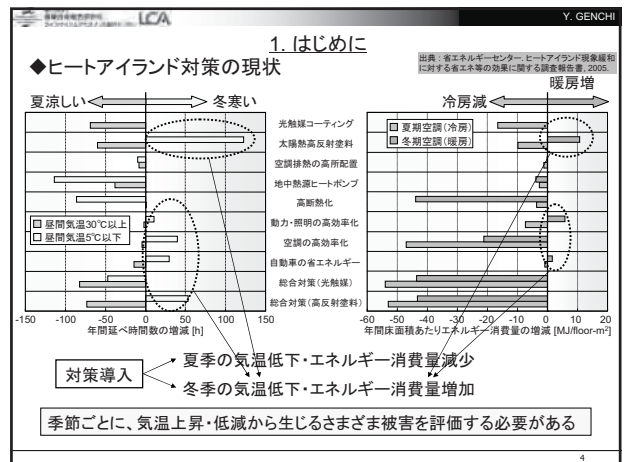 LCA
Y. GENCHI
1. はじめに
◆ヒートアイランド対策の現状
出典：省エネルギーセンター. ヒートアイランド現象緩和
に対する省エネ等の効果に関する調査報告書, 2005.
夏涼しい
冬寒い
冷房減
暖房増
光触媒コーティング
太陽熱高反射塗料
空調排熱の高所配置
地中熱源ヒートポンプ
高断熱化
動力・照明の高効率化
空調の高効率化
自動車の省エネルギー
総合対策（光触媒）
総合対策（高反射塗料）
昼間気温30℃以上
昼間気温5℃以下
夏期空調（冷房）
冬期空調（暖房）
-150 -100 -50 0 50 100 150
年間延べ時間数の増減 [h]
-60 -50 -40 -30 -20 -10 0 10 20
年間床面積あたりエネルギー消費量の増減 [MJ/floor-m²]
対策導入
夏季の気温低下・エネルギー消費量減少
冬季の気温低下・エネルギー消費量増加
季節ごとに、気温上昇・低減から生じるさまざま被害を評価する必要がある
4